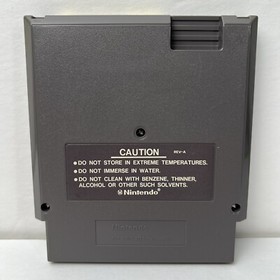 CAUTION REV-A
● DO NOT STORE IN EXTREME TEMPERATURES.
● DO NOT IMMERSE IN WATER.
● DO NOT CLEAN WITH BENZENE, THINNER,
ALCOHOL OR OTHER SUCH SOLVENTS.
Nintendo®